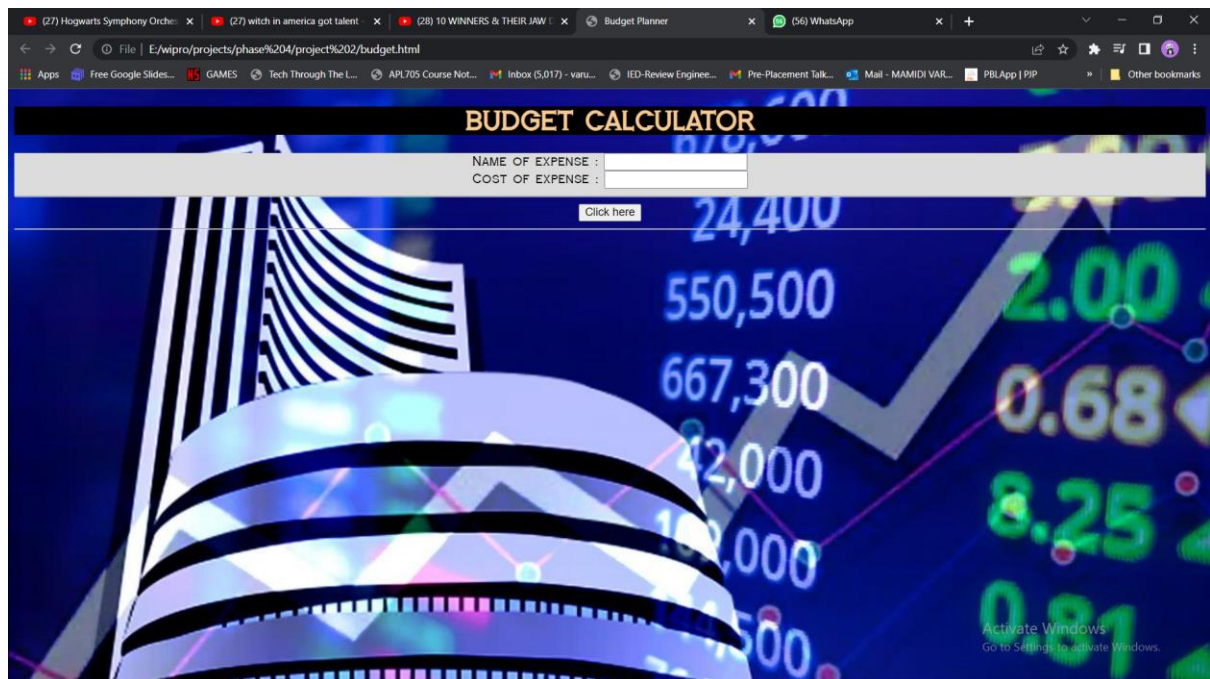 (27) Hogwarts Symphony Orches
(27) witch in america got talent -
(28) 10 WINNERS & THEIR JAW D
Budget Planner
(56) WhatsApp
File | E:/wipro/projects/phase%204/project%202/budget.html
Apps
Free Google Slides...
GAMES
Tech Through The L...
APL705 Course Not...
Inbox (5,017) - varu...
IED-Review Enginee...
Pre-Placement Talk...
Mail - MAMIDI VAR...
PBLApp | PJP
»
Other bookmarks
BUDGET CALCULATOR
Name of expense :
Cost of expense :
Click here
24,400
550,500
2.00
667,300
0.68
42,000
8.25
0.81
Activate Windows
Go to Settings to activate Windows.